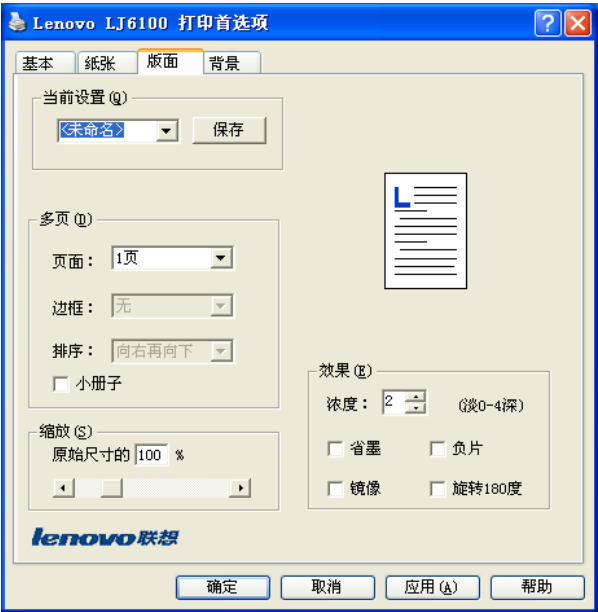 Lenovo LJ6100 打印首选项
基本 纸张 版面 背景
当前设置(Q)
<未命名> 保存
L
多页(D)
页面： 1页
边框： 无
排序： 向右再向下
小册子
效果(E)
浓度： 2 (淡0-4深)
省墨 负片
镜像 旋转180度
缩放(S)
原始尺寸的 100 %
lenovo联想
确定 取消 应用(A) 帮助